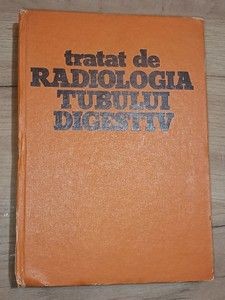 tratat de
RADIOLOGIA
TUBULUI
DIGESTIV